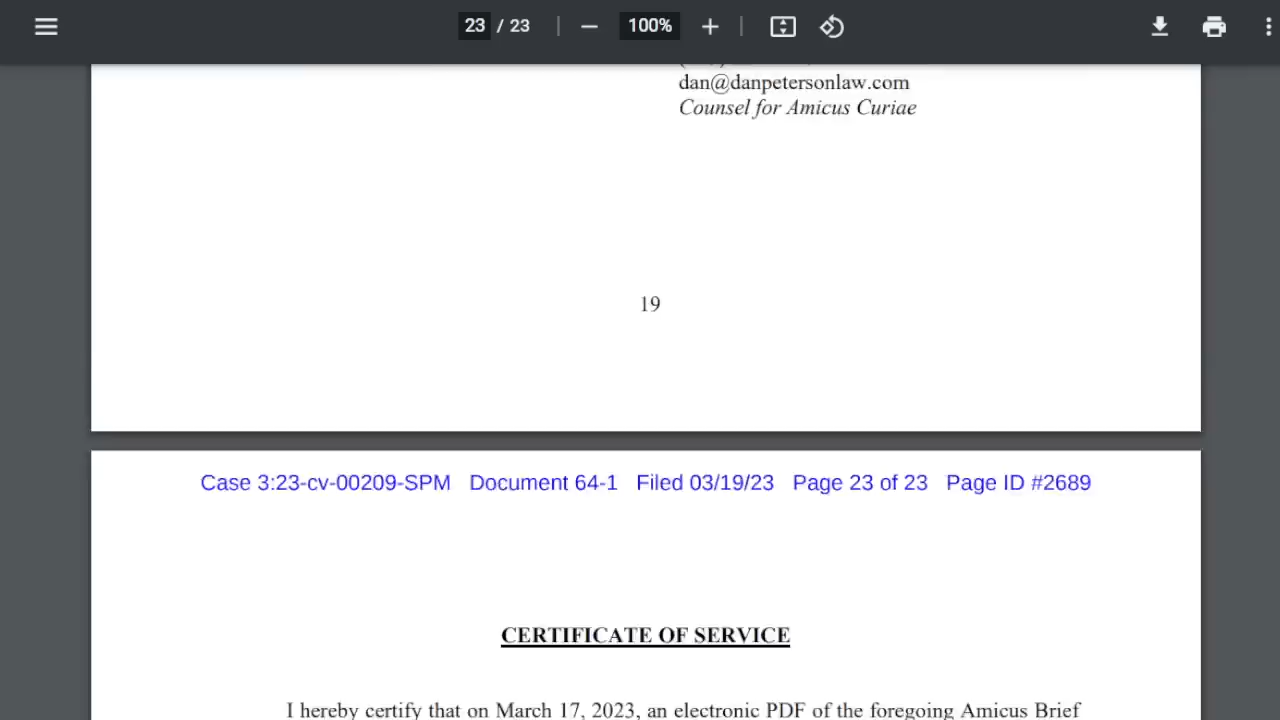 23 / 23
100%
dan@danpetersonlaw.com
Counsel for Amicus Curiae
19
Case 3:23-cv-00209-SPM Document 64-1 Filed 03/19/23 Page 23 of 23 Page ID #2689
CERTIFICATE OF SERVICE
I hereby certify that on March 17, 2023, an electronic PDF of the foregoing Amicus Brief